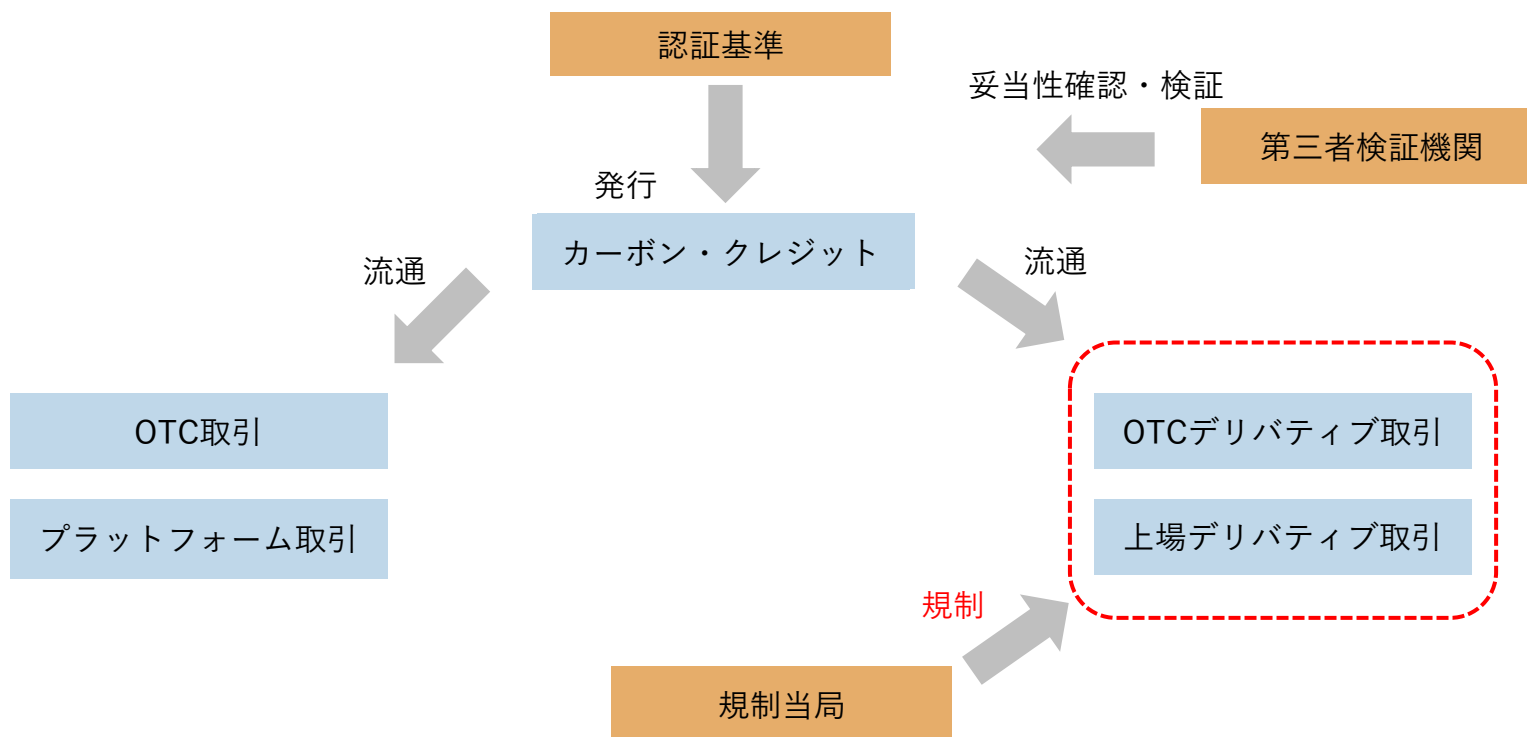 認証基準
妥当性確認・検証
第三者検証機関
発行
カーボン・クレジット
流通
流通
OTC取引
OTCデリバティブ取引
プラットフォーム取引
上場デリバティブ取引
規制
規制当局